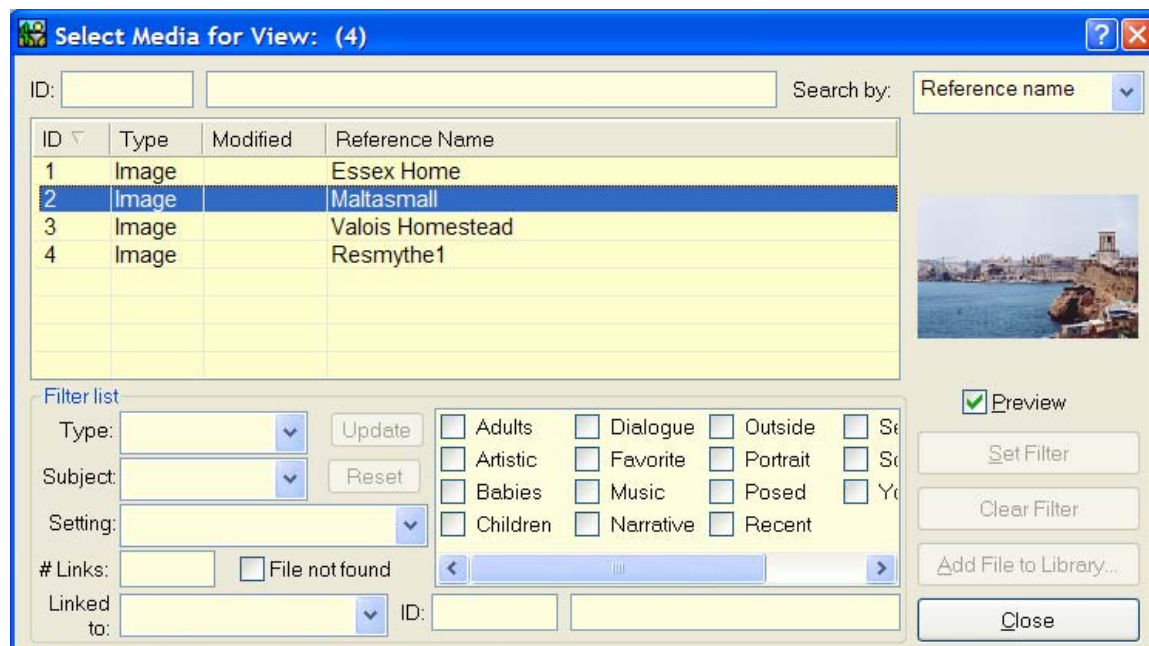 Select Media for View: (4)
ID: Search by: Reference name
ID Type Modified Reference Name
1 Image Essex Home
2 Image Maltasmall
3 Image Valois Homestead
4 Image Resmythe1
Filter list
Preview
Type: Update Adults Dialogue Outside
Set Filter
Subject: Reset Artistic Favorite Portrait
Babies Music Posed
Clear Filter
Setting: Children Narrative Recent
# Links: File not found
Add File to Library...
Linked to: ID:
Close